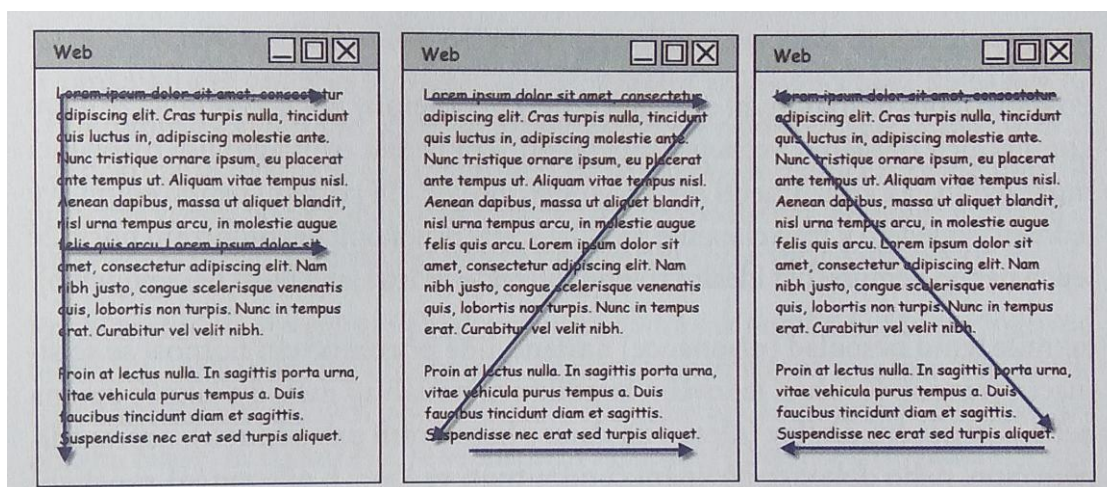 Web
Lorem ipsum dolor sit amet, consectetur
adipiscing elit. Cras turpis nulla, tincidunt
quis luctus in, adipiscing molestie ante.
Nunc tristique ornare ipsum, eu placerat
ante tempus ut. Aliquam vitae tempus nisl.
Aenean dapibus, massa ut aliquet blandit,
nisl urna tempus arcu, in molestie augue
felis quis arcu. Lorem ipsum dolor sit
amet, consectetur adipiscing elit. Nam
nibh justo, congue scelerisque venenatis
quis, lobortis non turpis. Nunc in tempus
erat. Curabitur vel velit nibh.
Proin at lectus nulla. In sagittis porta urna,
vitae vehicula purus tempus a. Duis
faucibus tincidunt diam et sagittis.
Suspendisse nec erat sed turpis aliquet.
Web
Lorem ipsum dolor sit amet, consectetur
adipiscing elit. Cras turpis nulla, tincidunt
quis luctus in, adipiscing molestie ante.
Nunc tristique ornare ipsum, eu placerat
ante tempus ut. Aliquam vitae tempus nisl.
Aenean dapibus, massa ut aliquet blandit,
nisl urna tempus arcu, in molestie augue
felis quis arcu. Lorem ipsum dolor sit
amet, consectetur adipiscing elit. Nam
nibh justo, congue scelerisque venenatis
quis, lobortis non turpis. Nunc in tempus
erat. Curabitur vel velit nibh.
Proin at lectus nulla. In sagittis porta urna,
vitae vehicula purus tempus a. Duis
faucibus tincidunt diam et sagittis.
Suspendisse nec erat sed turpis aliquet.
Web
Lorem ipsum dolor sit amet, consectetur
adipiscing elit. Cras turpis nulla, tincidunt
quis luctus in, adipiscing molestie ante.
Nunc tristique ornare ipsum, eu placerat
ante tempus ut. Aliquam vitae tempus nisl.
Aenean dapibus, massa ut aliquet blandit,
nisl urna tempus arcu, in molestie augue
felis quis arcu. Lorem ipsum dolor sit
amet, consectetur adipiscing elit. Nam
nibh justo, congue scelerisque venenatis
quis, lobortis non turpis. Nunc in tempus
erat. Curabitur vel velit nibh.
Proin at lectus nulla. In sagittis porta urna,
vitae vehicula purus tempus a. Duis
faucibus tincidunt diam et sagittis.
Suspendisse nec erat sed turpis aliquet.